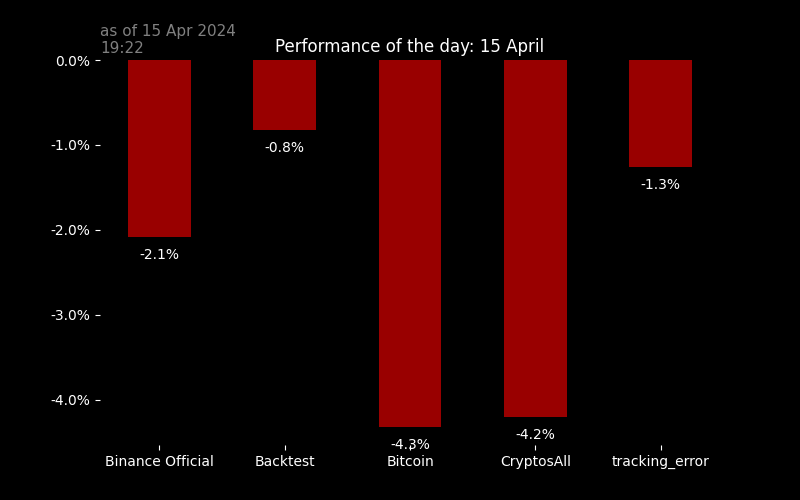 as of 15 Apr 2024
19:22
Performance of the day: 15 April
0.0%
-1.0%
-2.0%
-3.0%
-4.0%
-2.1%
-0.8%
-4.3%
-4.2%
-1.3%
Binance Official
Backtest
Bitcoin
CryptosAll
tracking_error